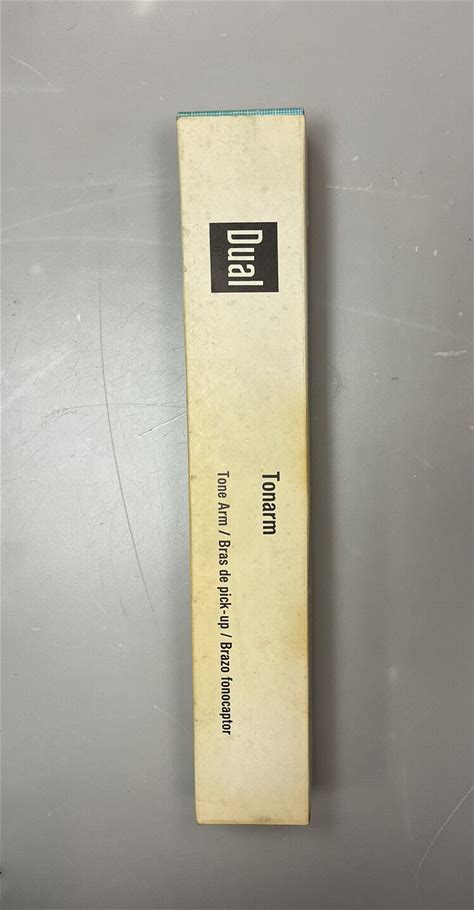 Dual
Tonarm
Tone Arm / Bras de pick-up / Brazo fonocaptor